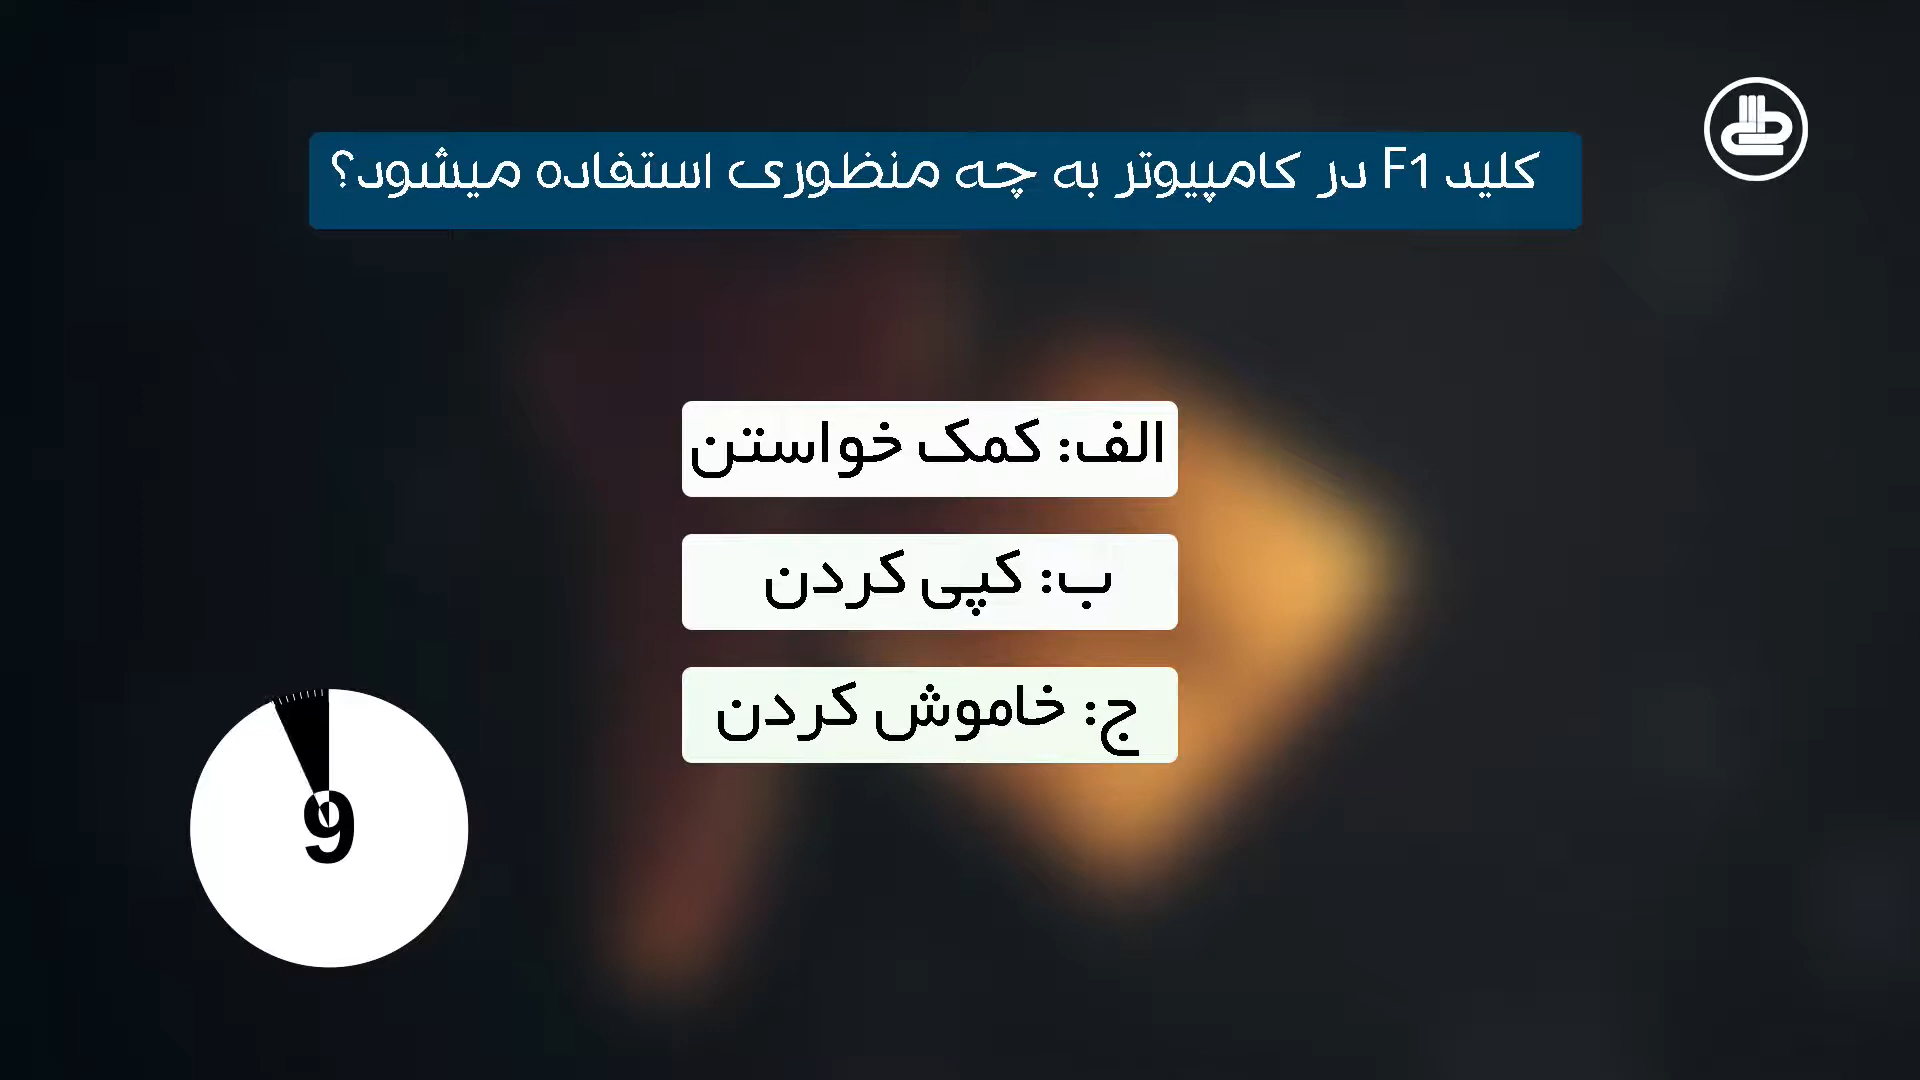 کلید F1 در کامپیوتر به چه منظوری استفاده میشود؟
الف: کمک خواستن
ب: کپی کردن
ج: خاموش کردن
9